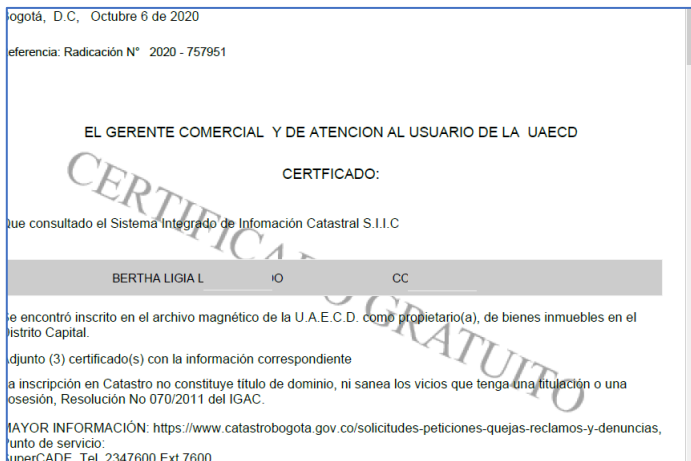 ogotá, D.C, Octubre 6 de 2020
eferencia: Radicación N° 2020 - 757951
EL GERENTE COMERCIAL Y DE ATENCION AL USUARIO DE LA UAECD
CERTFICADO:
ue consultado el Sistema Integrado de Infomación Catastral S.I.I.C
BERTHA LIGIA L DO CC
e encontró inscrito en el archivo magnético de la U.A.E.C.D. como propietario(a), de bienes inmuebles en el
istrito Capital.
djunto (3) certificado(s) con la información correspondiente
a inscripción en Catastro no constituye título de dominio, ni sanea los vicios que tenga una titulación o una
osesión, Resolución No 070/2011 del IGAC.
MAYOR INFORMACIÓN: https://www.catastrobogota.gov.co/solicitudes-peticiones-quejas-reclamos-y-denuncias,
Punto de servicio:
SuperCADE. Tel. 2347600 Ext 7600
CERTIFICADO GRATUITO